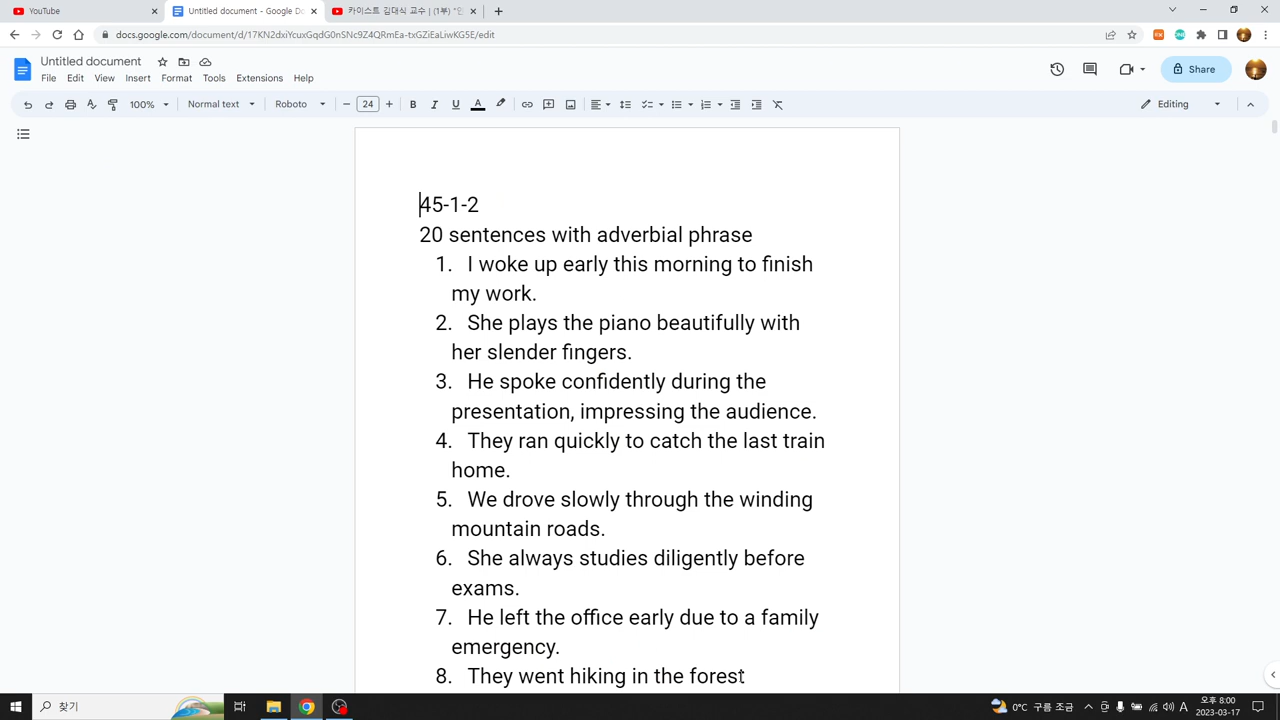 YouTube
Untitled document - Google Do
카이스트 김대식 교수 | (1부) "인
docs.google.com/document/d/17KN2dxiYcuxGqdG0nSNc9Z4QRmEa-txGZiEaLiwKG5E/edit
Untitled document
File Edit View Insert Format Tools Extensions Help
Share
100% Normal text Roboto 24 B I U A
Editing
45-1-2
20 sentences with adverbial phrase
1. I woke up early this morning to finish
my work.
2. She plays the piano beautifully with
her slender fingers.
3. He spoke confidently during the
presentation, impressing the audience.
4. They ran quickly to catch the last train
home.
5. We drove slowly through the winding
mountain roads.
6. She always studies diligently before
exams.
7. He left the office early due to a family
emergency.
8. They went hiking in the forest
찾기
0°C 구름 조금
A
오후 8:00
2023-03-17